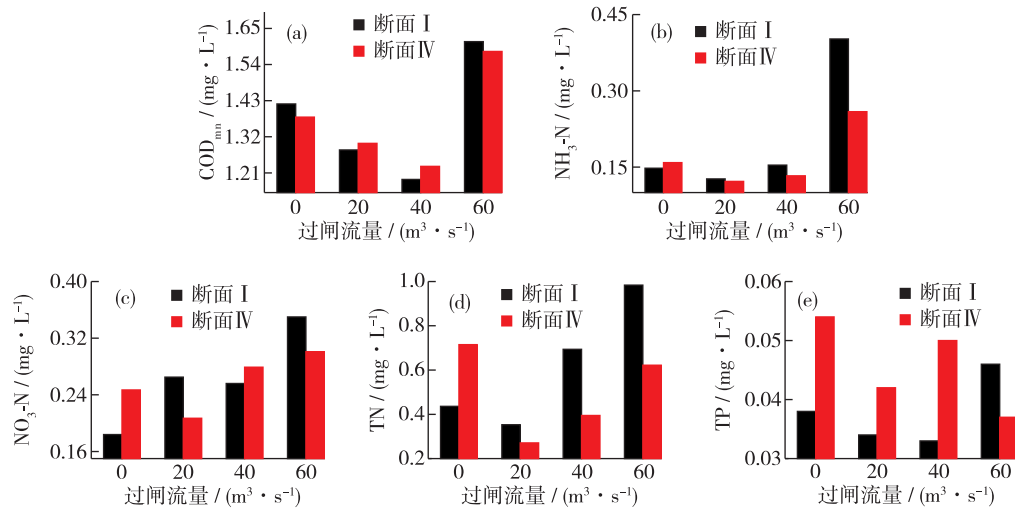 (a)
断面 Ⅰ
断面Ⅳ
CODₘₙ / (mg・L⁻¹)
1.65
1.54
1.43
1.32
1.21
0 20 40 60
过闸流量 / (m³・s⁻¹)
(b)
断面 Ⅰ
断面Ⅳ
NH₃-N / (mg・L⁻¹)
0.45
0.30
0.15
0 20 40 60
过闸流量 / (m³・s⁻¹)
(c)
断面 Ⅰ
断面Ⅳ
NO₃-N / (mg・L⁻¹)
0.40
0.32
0.24
0.16
0 20 40 60
过闸流量 / (m³・s⁻¹)
(d)
断面 Ⅰ
断面Ⅳ
TN / (mg・L⁻¹)
1.0
0.8
0.6
0.4
0.2
0 20 40 60
过闸流量 / (m³・s⁻¹)
(e)
断面 Ⅰ
断面Ⅳ
TP / (mg・L⁻¹)
0.06
0.05
0.04
0.03
0 20 40 60
过闸流量 / (m³・s⁻¹)